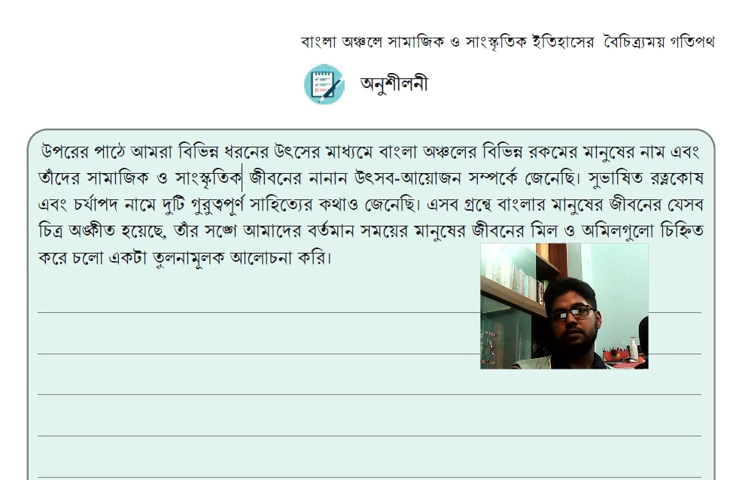 বাংলা অঞ্চলে সামাজিক ও সাংস্কৃতিক ইতিহাসের বৈচিত্র্যময় গতিপথ
অনুশীলনী
উপরের পাঠে আমরা বিভিন্ন ধরনের উৎসের মাধ্যমে বাংলা অঞ্চলের বিভিন্ন রকমের মানুষের নাম এবং
তাঁদের সামাজিক ও সাংস্কৃতিক জীবনের নানান উৎসব-আয়োজন সম্পর্কে জেনেছি। সুভাষিত রত্নকোষ
এবং চর্যাপদ নামে দুটি গুরুত্বপূর্ণ সাহিত্যের কথাও জেনেছি। এসব গ্রন্থে বাংলার মানুষের জীবনের যেসব
চিত্র অঙ্কীত হয়েছে, তাঁর সঙ্গে আমাদের বর্তমান সময়ের মানুষের জীবনের মিল ও অমিলগুলো চিহ্নিত
করে চলো একটা তুলনামূলক আলোচনা করি।